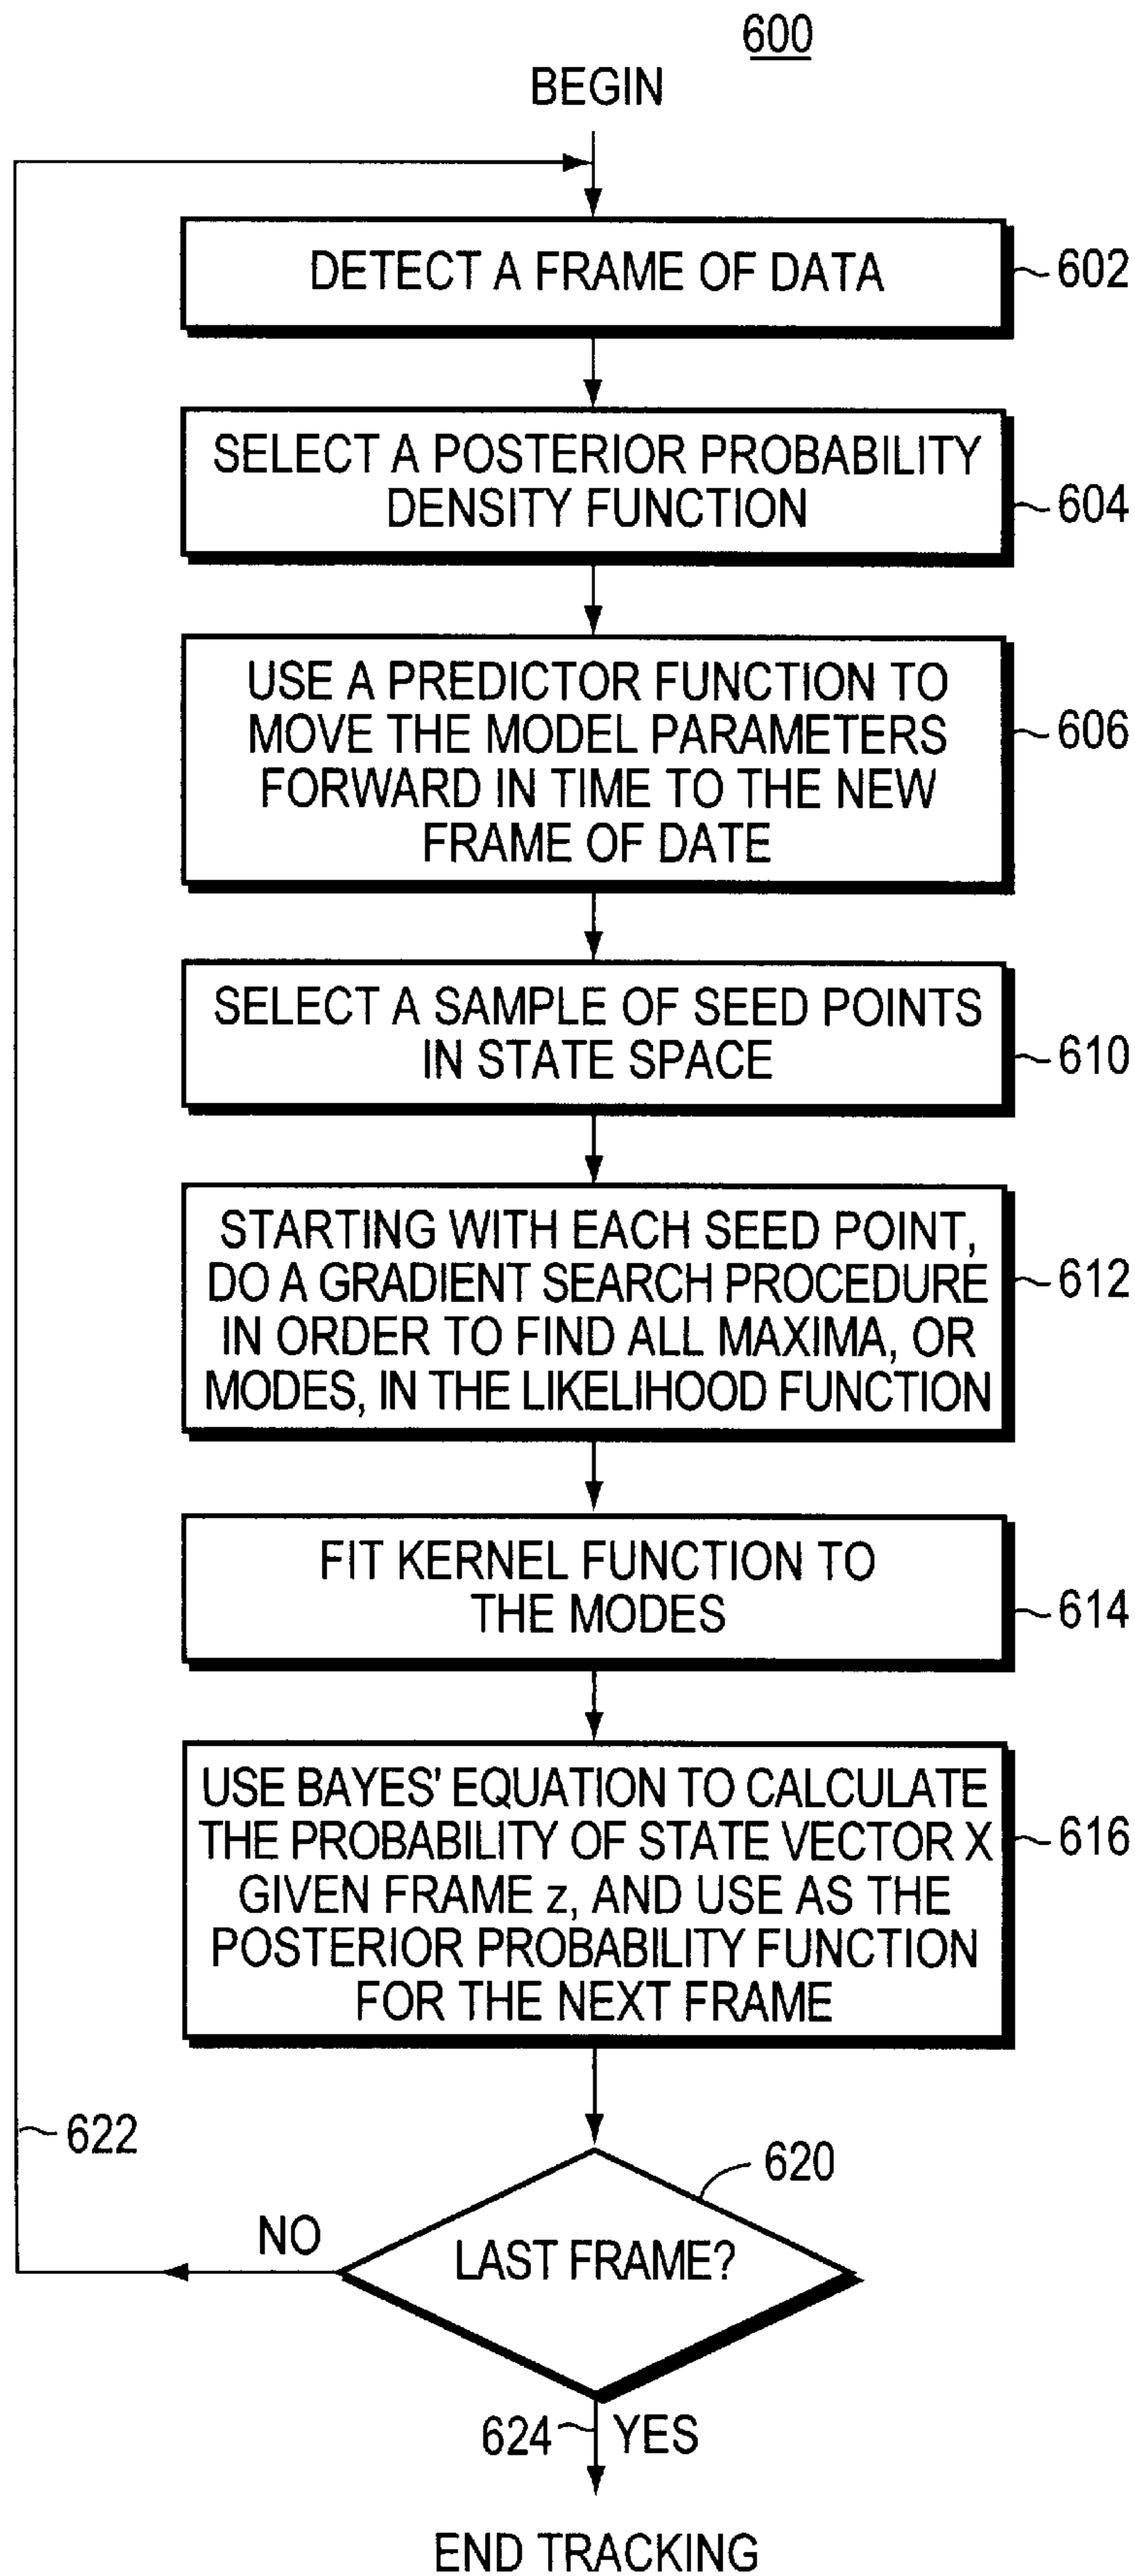 600
BEGIN
DETECT A FRAME OF DATA
602
SELECT A POSTERIOR PROBABILITY
DENSITY FUNCTION
604
USE A PREDICTOR FUNCTION TO
MOVE THE MODEL PARAMETERS
FORWARD IN TIME TO THE NEW
FRAME OF DATE
606
SELECT A SAMPLE OF SEED POINTS
IN STATE SPACE
610
STARTING WITH EACH SEED POINT,
DO A GRADIENT SEARCH PROCEDURE
IN ORDER TO FIND ALL MAXIMA, OR
MODES, IN THE LIKELIHOOD FUNCTION
612
FIT KERNEL FUNCTION TO
THE MODES
614
USE BAYES' EQUATION TO CALCULATE
THE PROBABILITY OF STATE VECTOR X
GIVEN FRAME z, AND USE AS THE
POSTERIOR PROBABILITY FUNCTION
FOR THE NEXT FRAME
616
622
620
NO
LAST FRAME?
624
YES
END TRACKING